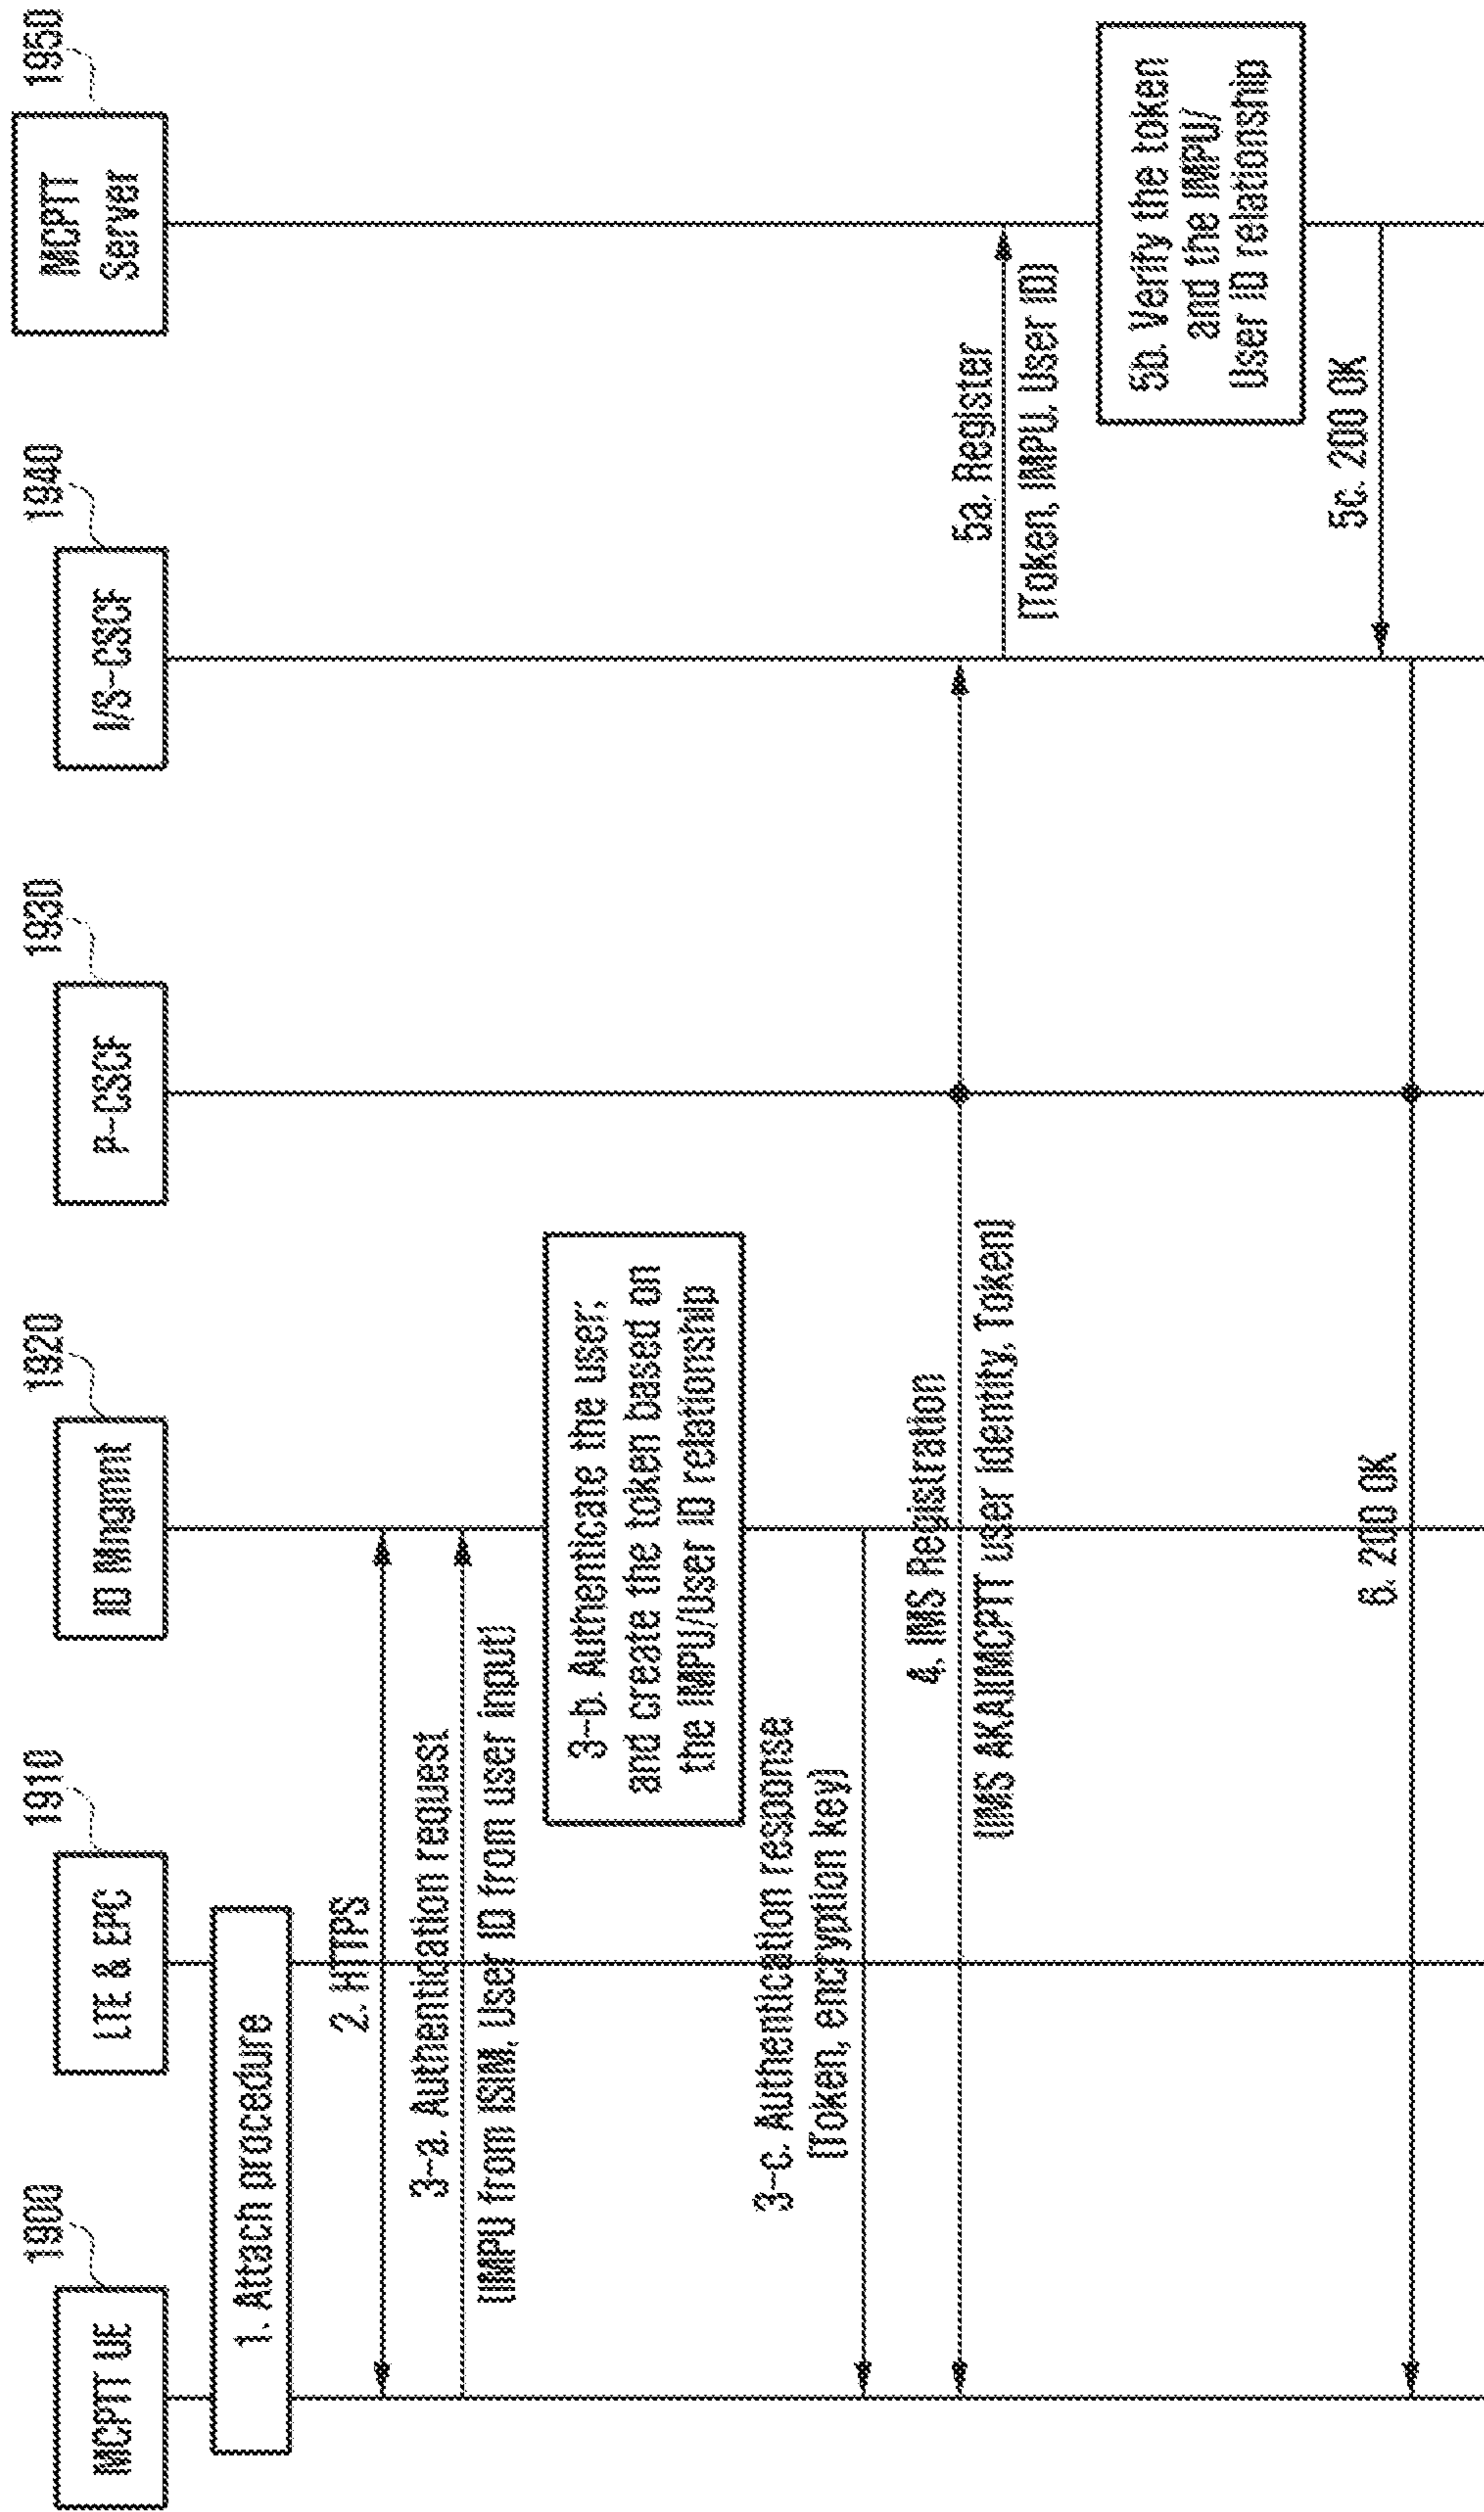 1900
1910
1920
1930
1940
1950
MCPTT UE
LTE & EPC
ID Mngmnt
P-CSCF
I/S-CSCF
MCPTT
Server
1. Attach procedure
2. HTTPS
3-a. Authentication request
(IMPU from ISIM, User ID from user input)
3-b. Authenticate the user,
and create the token based on
the IMPU/User ID relationship
3-c. Authentication response
(Token, encryption key)
4. IMS Registration
(IMS AKA)(MCPTT user identity, Token)
5a. Register
(Token, IMPU, User ID)
5b. Verify the token
and the IMPU/
User ID relationship
5c. 200 OK
6. 200 OK